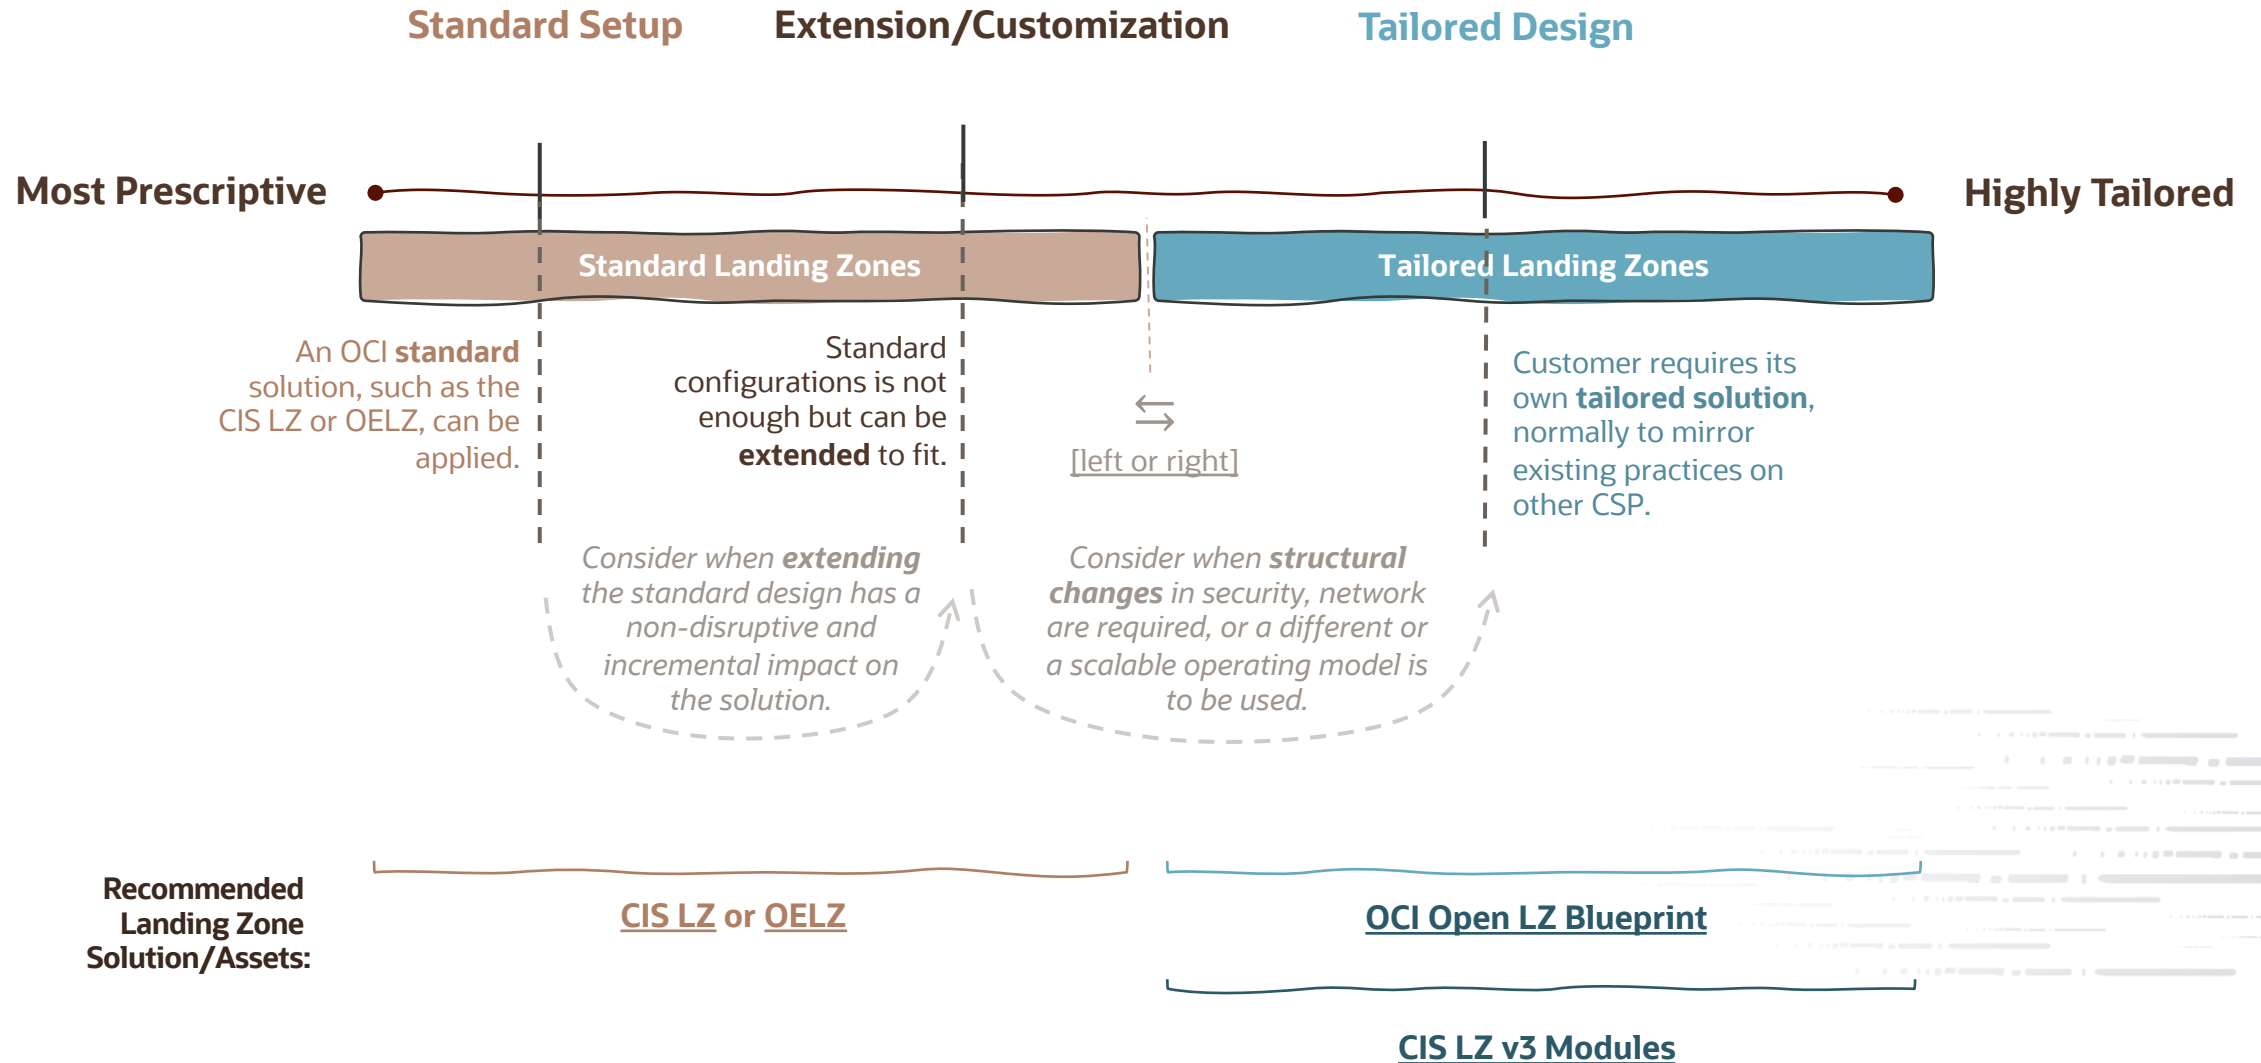 Standard Setup
Extension/Customization
Tailored Design
Most Prescriptive
Highly Tailored
Standard Landing Zones
Tailored Landing Zones
An OCI standard
solution, such as the
CIS LZ or OELZ, can be
applied.
Standard
configurations is not
enough but can be
extended to fit.
[left or right]
Customer requires its
own tailored solution,
normally to mirror
existing practices on
other CSP.
Consider when extending
the standard design has a
non-disruptive and
incremental impact on
the solution.
Consider when structural
changes in security, network
are required, or a different or
a scalable operating model is
to be used.
Recommended
Landing Zone
Solution/Assets:
CIS LZ or OELZ
OCI Open LZ Blueprint
CIS LZ v3 Modules